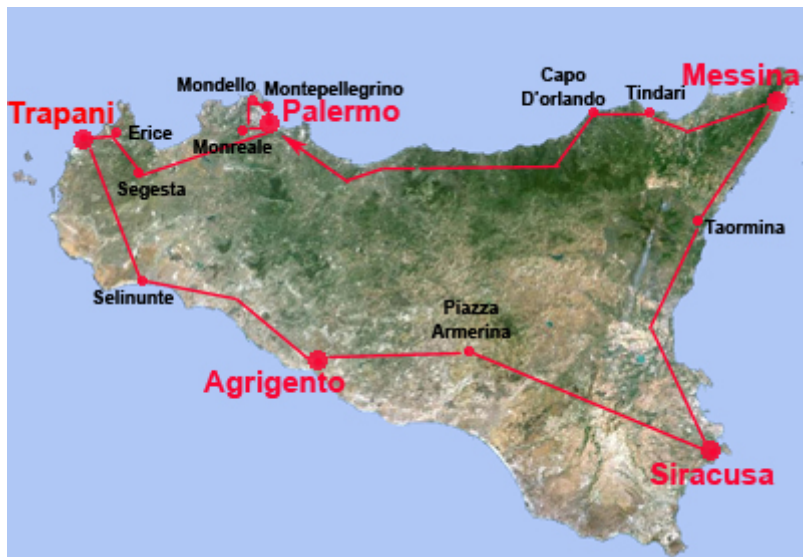 Mondello
Montepellegrino
Capo
D'orlando
Tindari
Messina
Trapani
Erice
Palermo
Monreale
Segesta
Taormina
Selinunte
Piazza
Armerina
Agrigento
Siracusa